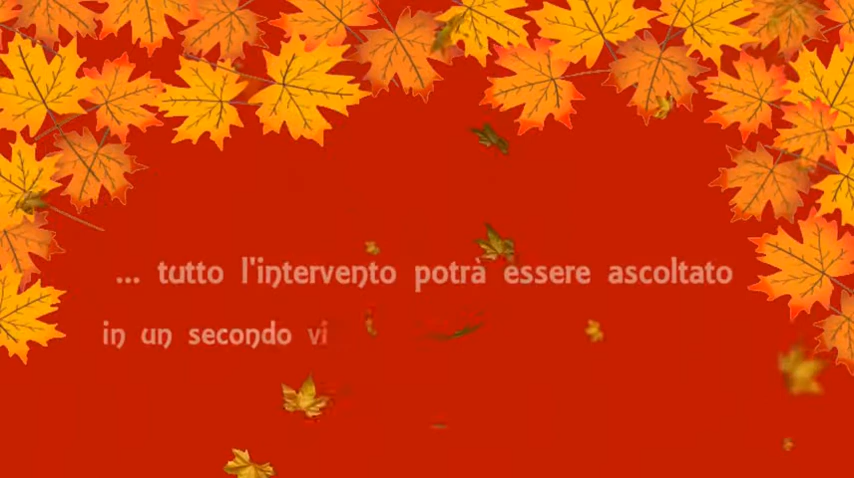 ... tutto l'intervento potrà essere ascoltato
in un secondo vi